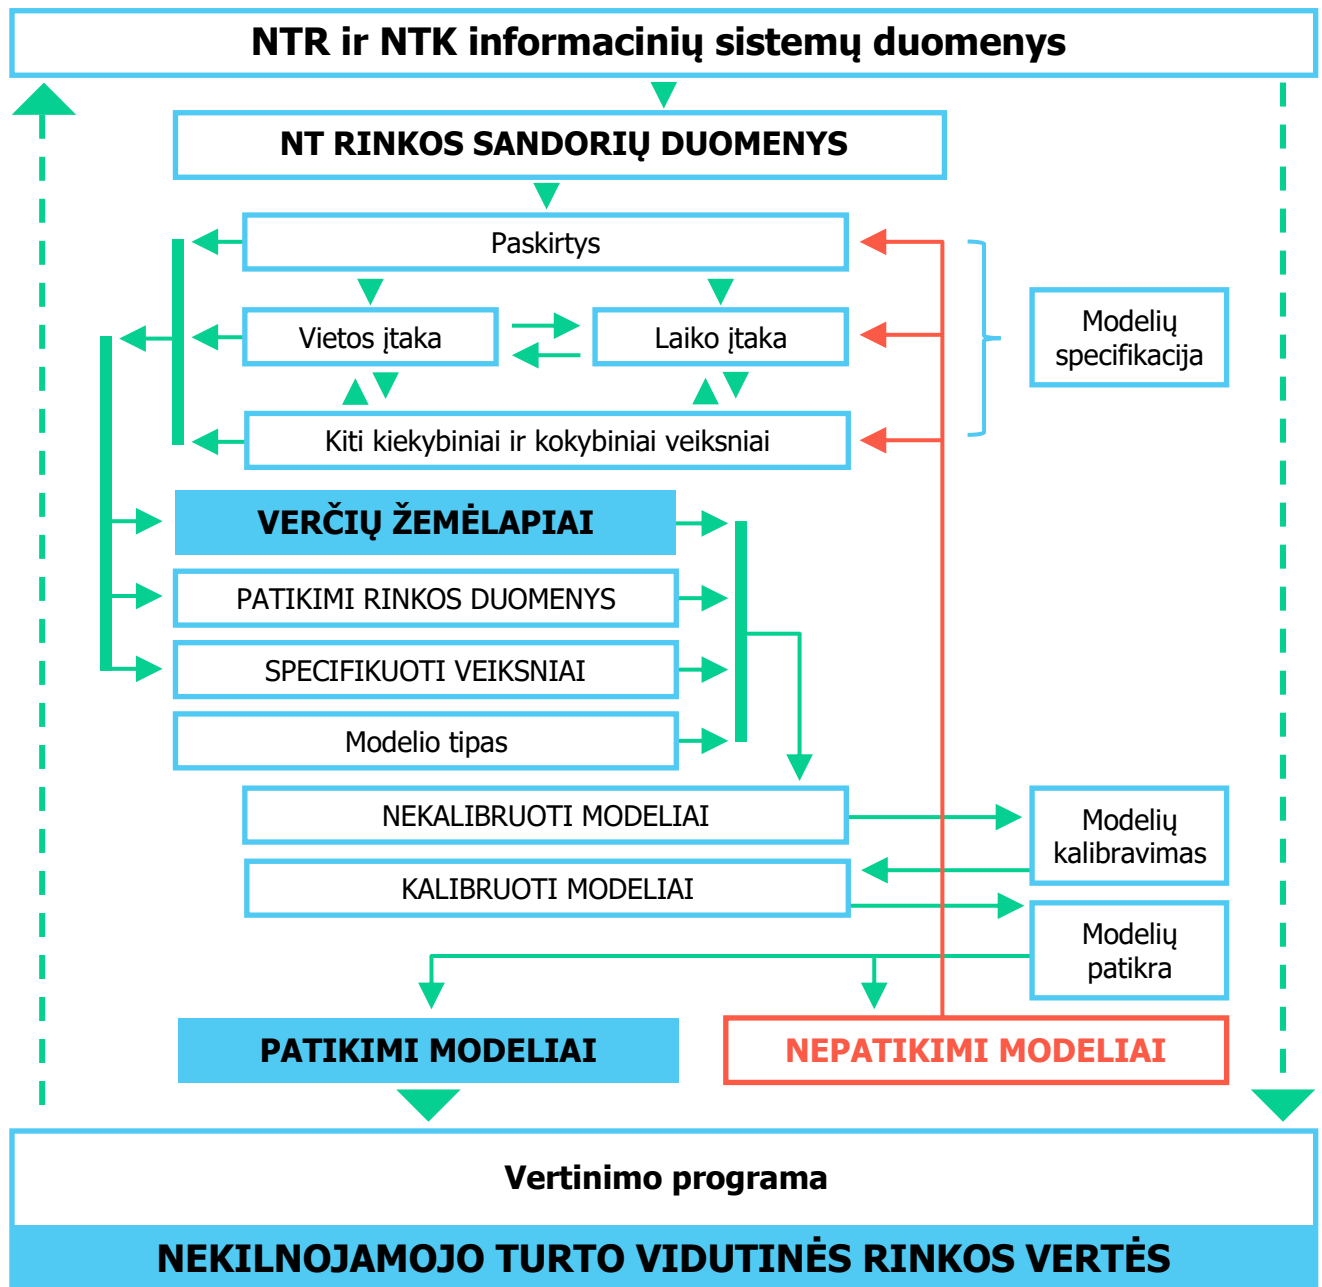 NTR ir NTK informacinių sistemų duomenys
NT RINKOS SANDORIŲ DUOMENYS
Paskirtys
Vietos įtaka
Laiko įtaka
Modelių
specifikacija
Kiti kiekybiniai ir kokybiniai veiksniai
VERČIŲ ŽEMĖLAPIAI
PATIKIMI RINKOS DUOMENYS
SPECIFIKUOTI VEIKSNIAI
Modelio tipas
NEKALIBRUOTI MODELIAI
Modelių
kalibravimas
KALIBRUOTI MODELIAI
Modelių
patikra
PATIKIMI MODELIAI
NEPATIKIMI MODELIAI
Vertinimo programa
NEKILNOJAMOJO TURTO VIDUTINĖS RINKOS VERTĖS